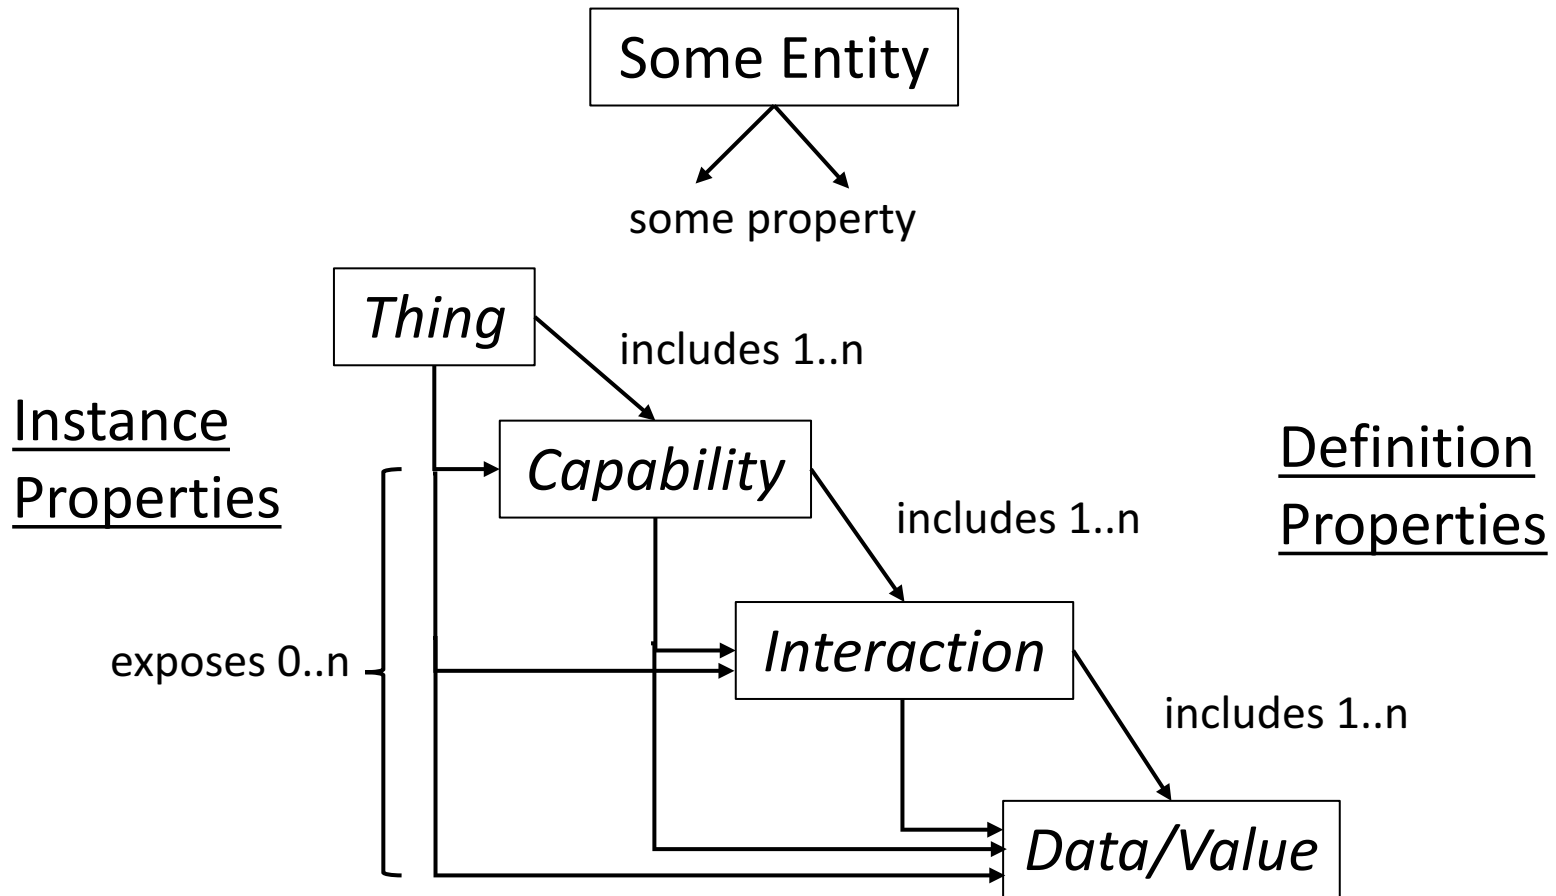 Some Entity
some property
Thing
includes 1..n
Instance
Properties
Capability
Definition
Properties
includes 1..n
exposes 0..n
Interaction
includes 1..n
Data/Value